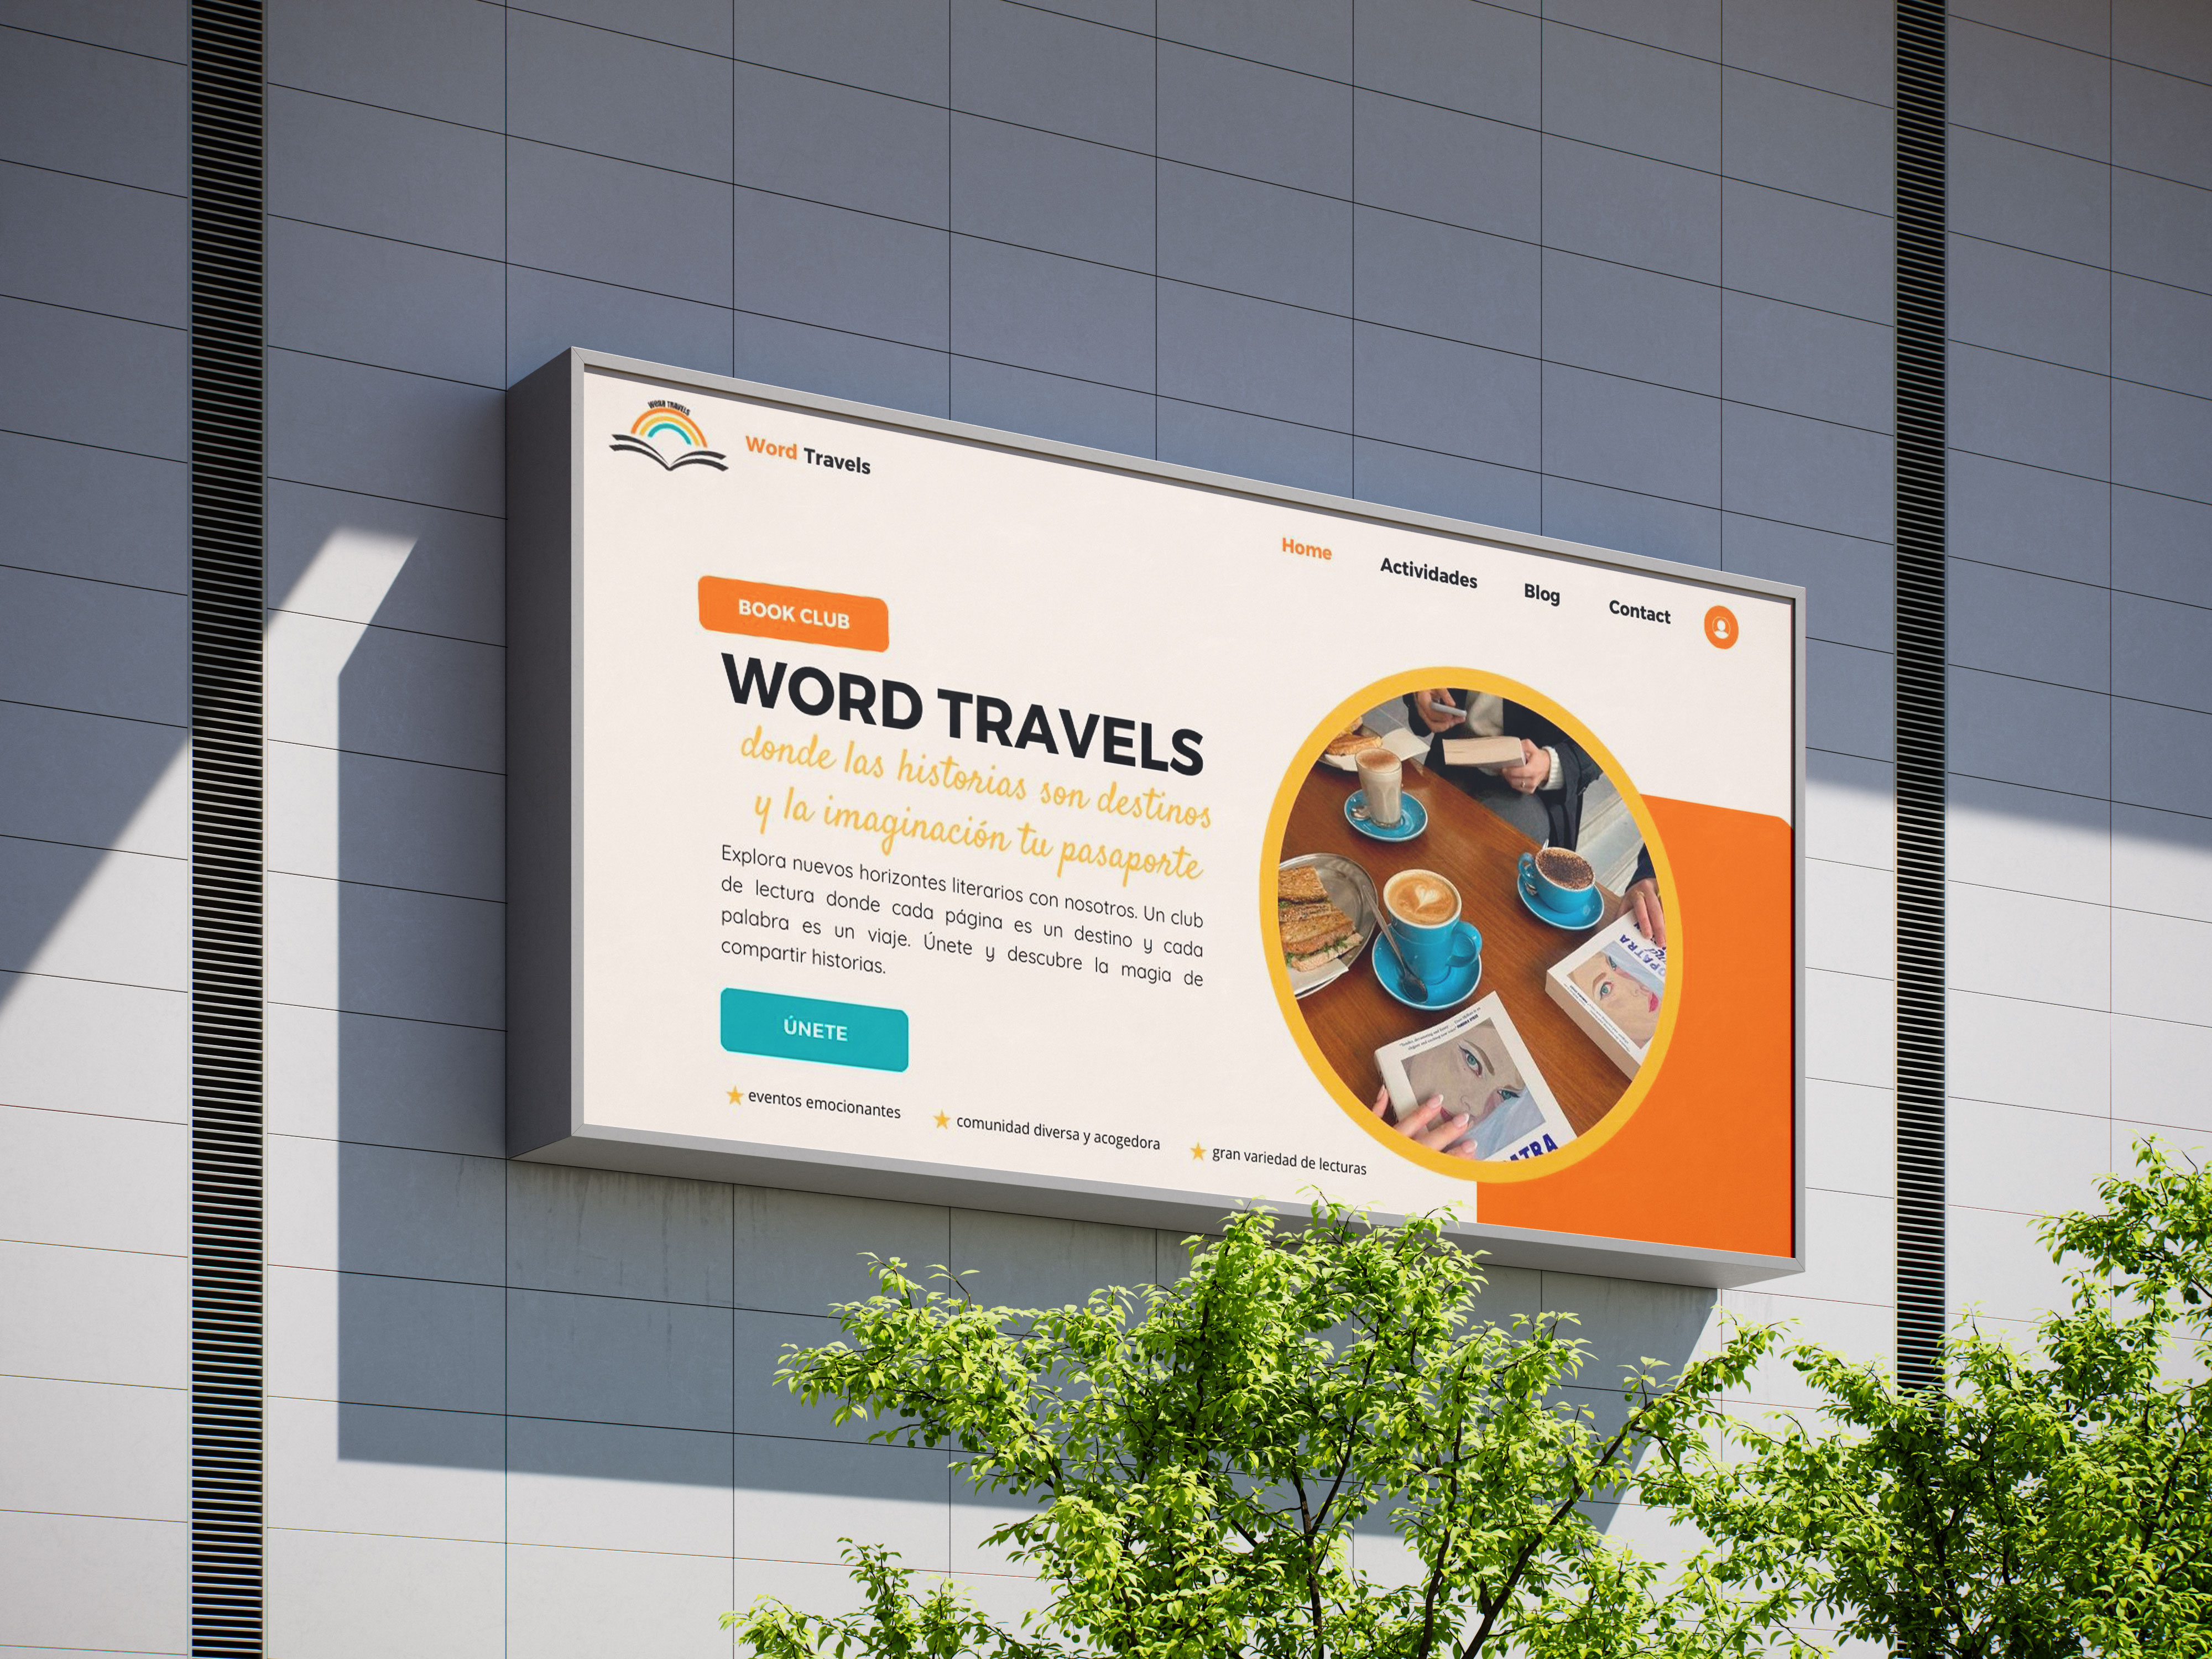 WORD TRAVELS
Word Travels
Home
Actividades
Blog
Contact
BOOK CLUB
WORD TRAVELS
donde las historias son destinos
y la imaginación tu pasaporte
Explora nuevos horizontes literarios con nosotros. Un club
de lectura donde cada página es un destino y cada
palabra es un viaje. Únete y descubre la magia de
compartir historias.
ÚNETE
eventos emocionantes
comunidad diversa y acogedora
gran variedad de lecturas